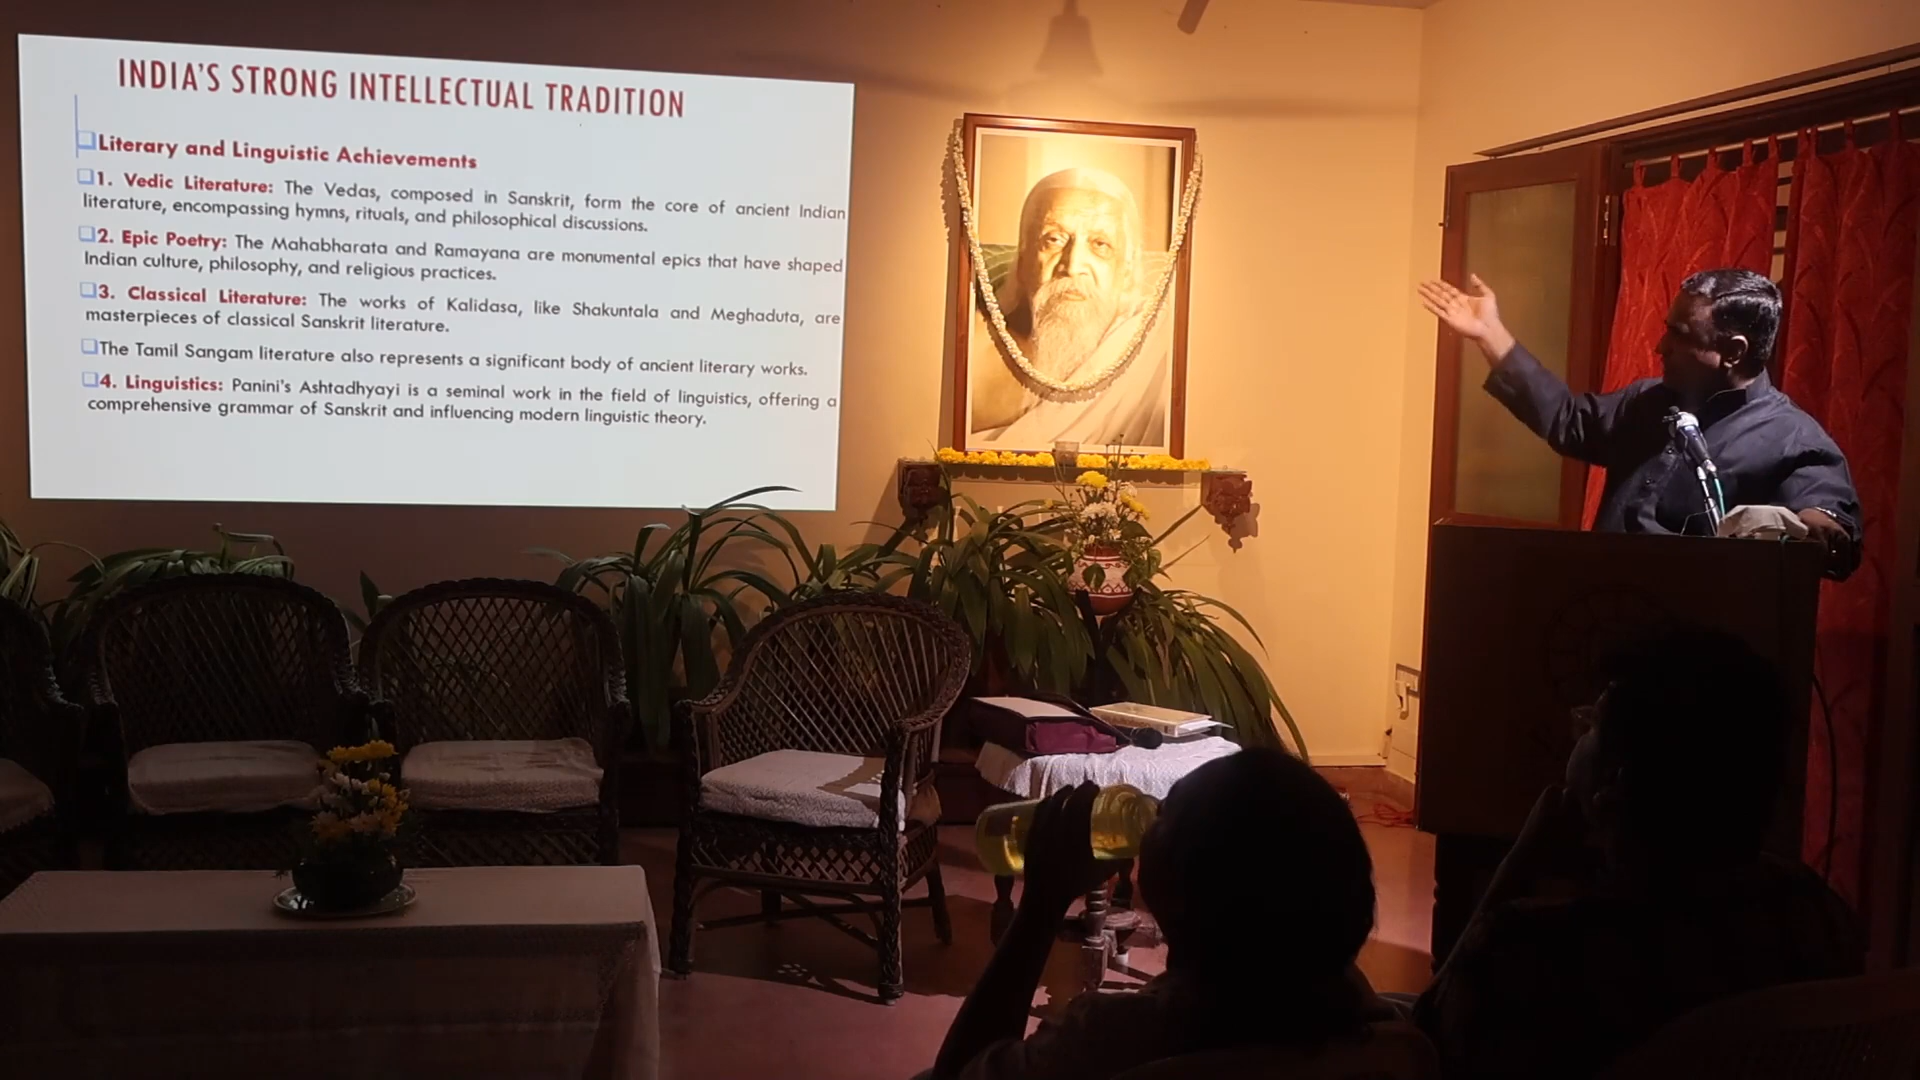 INDIA'S STRONG INTELLECTUAL TRADITION
Literary and Linguistic Achievements
1. Vedic Literature: The Vedas, composed in Sanskrit, form the core of ancient Indian
literature, encompassing hymns, rituals, and philosophical discussions.
2. Epic Poetry: The Mahabharata and Ramayana are monumental epics that have shaped
Indian culture, philosophy, and religious practices.
3. Classical Literature: The works of Kalidasa, like Shakuntala and Meghaduta, are
masterpieces of classical Sanskrit literature.
The Tamil Sangam literature also represents a significant body of ancient literary works.
4. Linguistics: Panini's Ashtadhyayi is a seminal work in the field of linguistics, offering a
comprehensive grammar of Sanskrit and influencing modern linguistic theory.